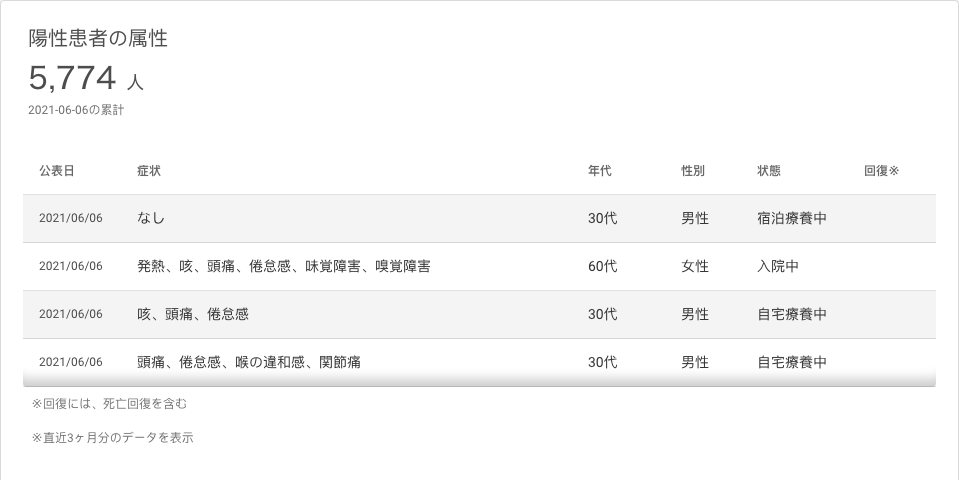 陽性患者の属性
5,774 人
2021-06-06の累計
公表日 症状 年代 性別 状態 回復※
2021/06/06 なし 30代 男性 宿泊療養中
2021/06/06 発熱、咳、頭痛、倦怠感、味覚障害、嗅覚障害 60代 女性 入院中
2021/06/06 咳、頭痛、倦怠感 30代 男性 自宅療養中
2021/06/06 頭痛、倦怠感、喉の違和感、関節痛 30代 男性 自宅療養中
※回復には、死亡回復を含む
※直近3ヶ月分のデータを表示